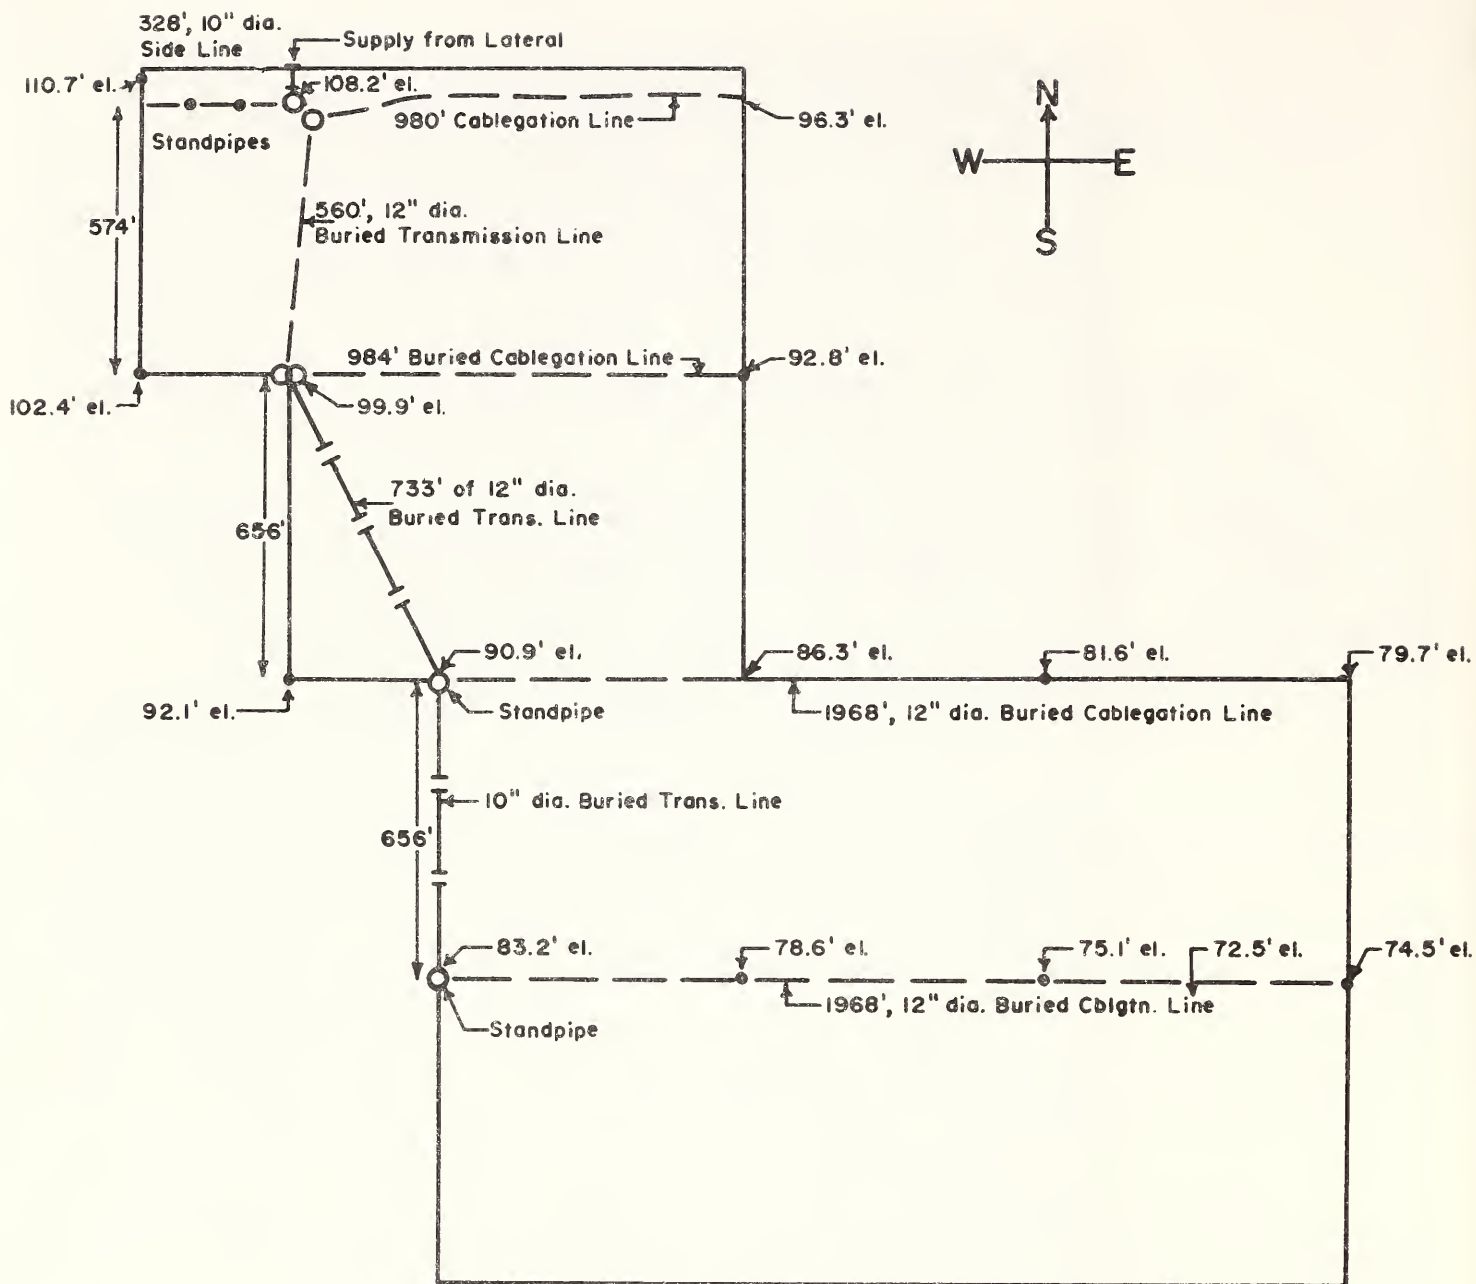 328', 10" dia.
Side Line
Supply from Lateral
110.7' el.
108.2' el.
980' Cablegation Line
96.3' el.
Standpipes
N
W
E
S
574'
560', 12" dia.
Buried Transmission Line
984' Buried Cablegation Line
92.8' el.
102.4' el.
99.9' el.
733' of 12" dia.
Buried Trans. Line
656'
90.9' el.
86.3' el.
81.6' el.
79.7' el.
92.1' el.
Standpipe
1968', 12" dia. Buried Cablegation Line
10" dia. Buried Trans. Line
656'
83.2' el.
78.6' el.
75.1' el.
72.5' el.
74.5' el.
1968', 12" dia. Buried Cblgtn. Line
Standpipe